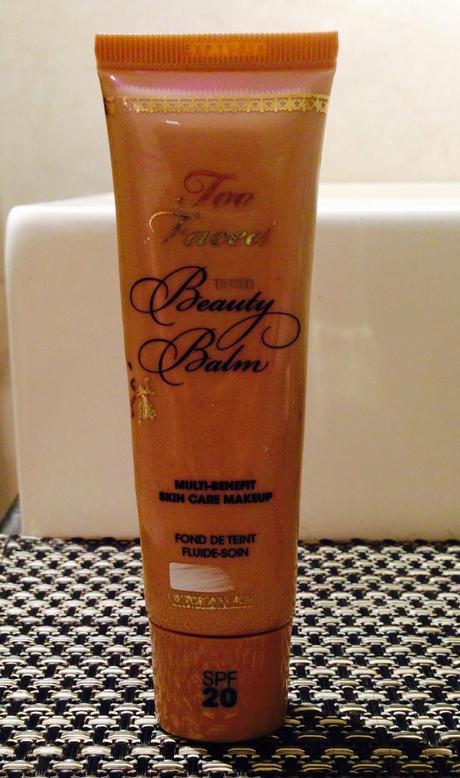 Too
Faced
TINTED
Beauty
Balm
MULTI-BENEFIT
SKIN CARE MAKEUP
FOND DE TEINT
FLUIDE-SOIN
SPF
20